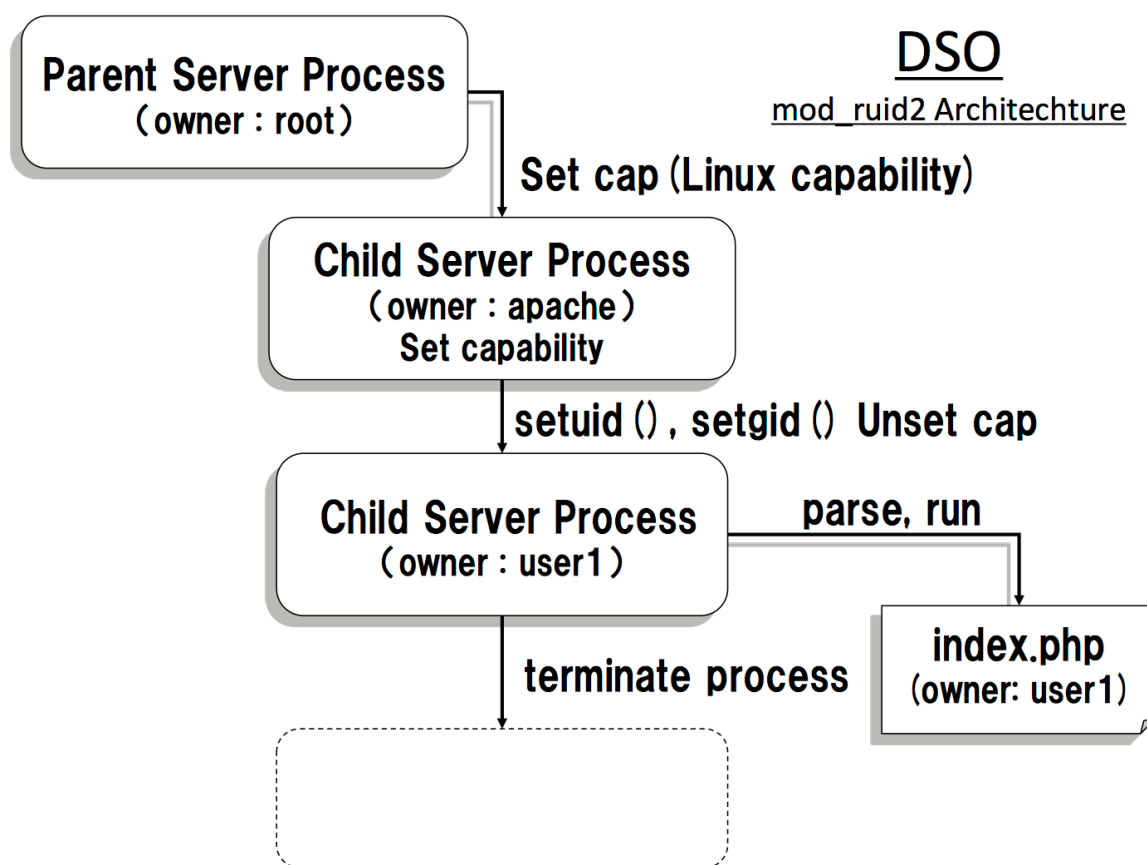 DSO
mod_ruid2 Architechture
Parent Server Process
(owner : root)
Set cap (Linux capability)
Child Server Process
(owner : apache)
Set capability
setuid (), setgid () Unset cap
Child Server Process
(owner : user1)
parse, run
index.php
(owner: user1)
terminate process